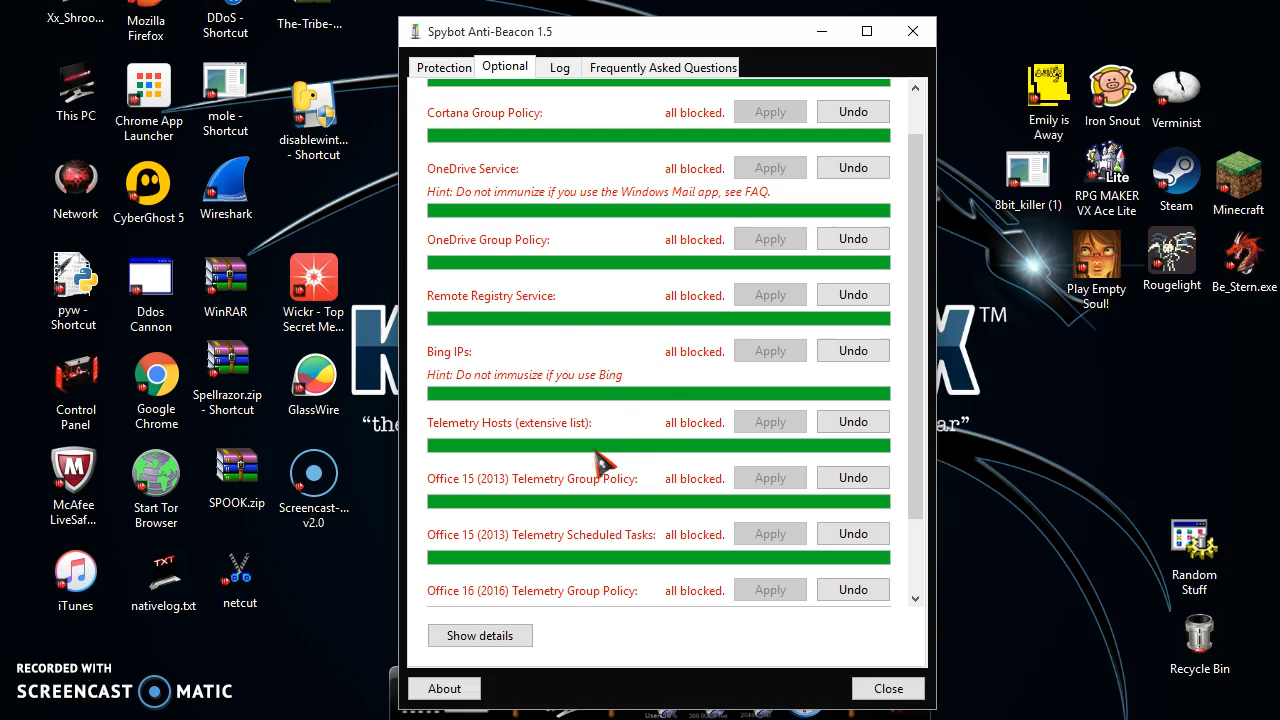 Xx_Shroo...
Mozilla
Firefox
DDoS -
Shortcut
The-Tribe-...
This PC
Chrome App
Launcher
mole -
Shortcut
disablewint...
- Shortcut
Network
CyberGhost 5
Wireshark
pyw -
Shortcut
Ddos
Cannon
WinRAR
Wickr - Top
Secret Me...
Control
Panel
Google
Chrome
Spellrazor.zip
- Shortcut
GlassWire
McAfee
LiveSaf...
Start Tor
Browser
SPOOK.zip
Screencast-...
v2.0
iTunes
TXT
nativelog.txt
netcut
RECORDED WITH
SCREENCAST MATIC
Spybot Anti-Beacon 1.5
Protection Optional Log Frequently Asked Questions
Cortana Group Policy: all blocked. Apply Undo
OneDrive Service: all blocked. Apply Undo
Hint: Do not immunize if you use the Windows Mail app, see FAQ.
OneDrive Group Policy: all blocked. Apply Undo
Remote Registry Service: all blocked. Apply Undo
Bing IPs: all blocked. Apply Undo
Hint: Do not immusize if you use Bing
Telemetry Hosts (extensive list): all blocked. Apply Undo
Office 15 (2013) Telemetry Group Policy: all blocked. Apply Undo
Office 15 (2013) Telemetry Scheduled Tasks: all blocked. Apply Undo
Office 16 (2016) Telemetry Group Policy: all blocked. Apply Undo
Show details
About Close
K X TM
"the ar"
Emily is
Away
Iron Snout
Verminist
8bit_killer (1)
Lite
RPG MAKER
VX Ace Lite
Steam
Minecraft
Play Empty
Soul!
Rougelight
Be_Stern.exe
Random
Stuff
Recycle Bin